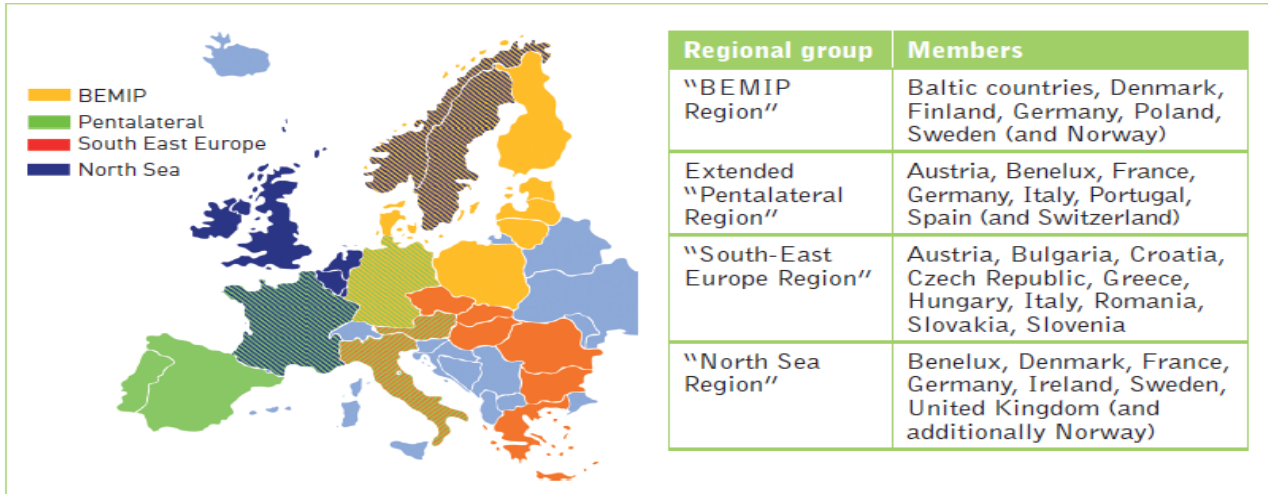 BEMIP
Pentalateral
South East Europe
North Sea
Regional group Members
“BEMIP Region” Baltic countries, Denmark,
Finland, Germany, Poland,
Sweden (and Norway)
Extended “Pentalateral Region” Austria, Benelux, France,
Germany, Italy, Portugal,
Spain (and Switzerland)
“South-East Europe Region” Austria, Bulgaria, Croatia,
Czech Republic, Greece,
Hungary, Italy, Romania,
Slovakia, Slovenia
“North Sea Region” Benelux, Denmark, France,
Germany, Ireland, Sweden,
United Kingdom (and
additionally Norway)